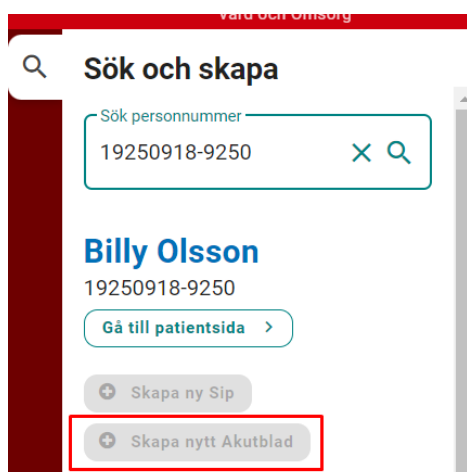 Vård och Omsorg
Sök och skapa
Sök personnummer
19250918-9250
Billy Olsson
19250918-9250
Gå till patientsida
Skapa ny Sip
Skapa nytt Akutblad